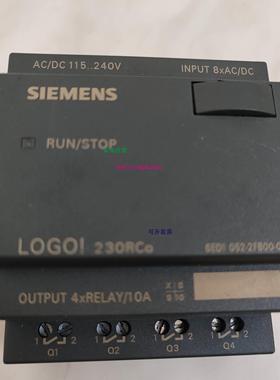 AC/DC 115..240V INPUT 8xAC/DC
SIEMENS
RUN/STOP
LOGO! 230RCo
OUTPUT 4xRELAY/10A
X 5
1 2 1 2 1 2 1 2
Q1 Q2 Q3 Q4